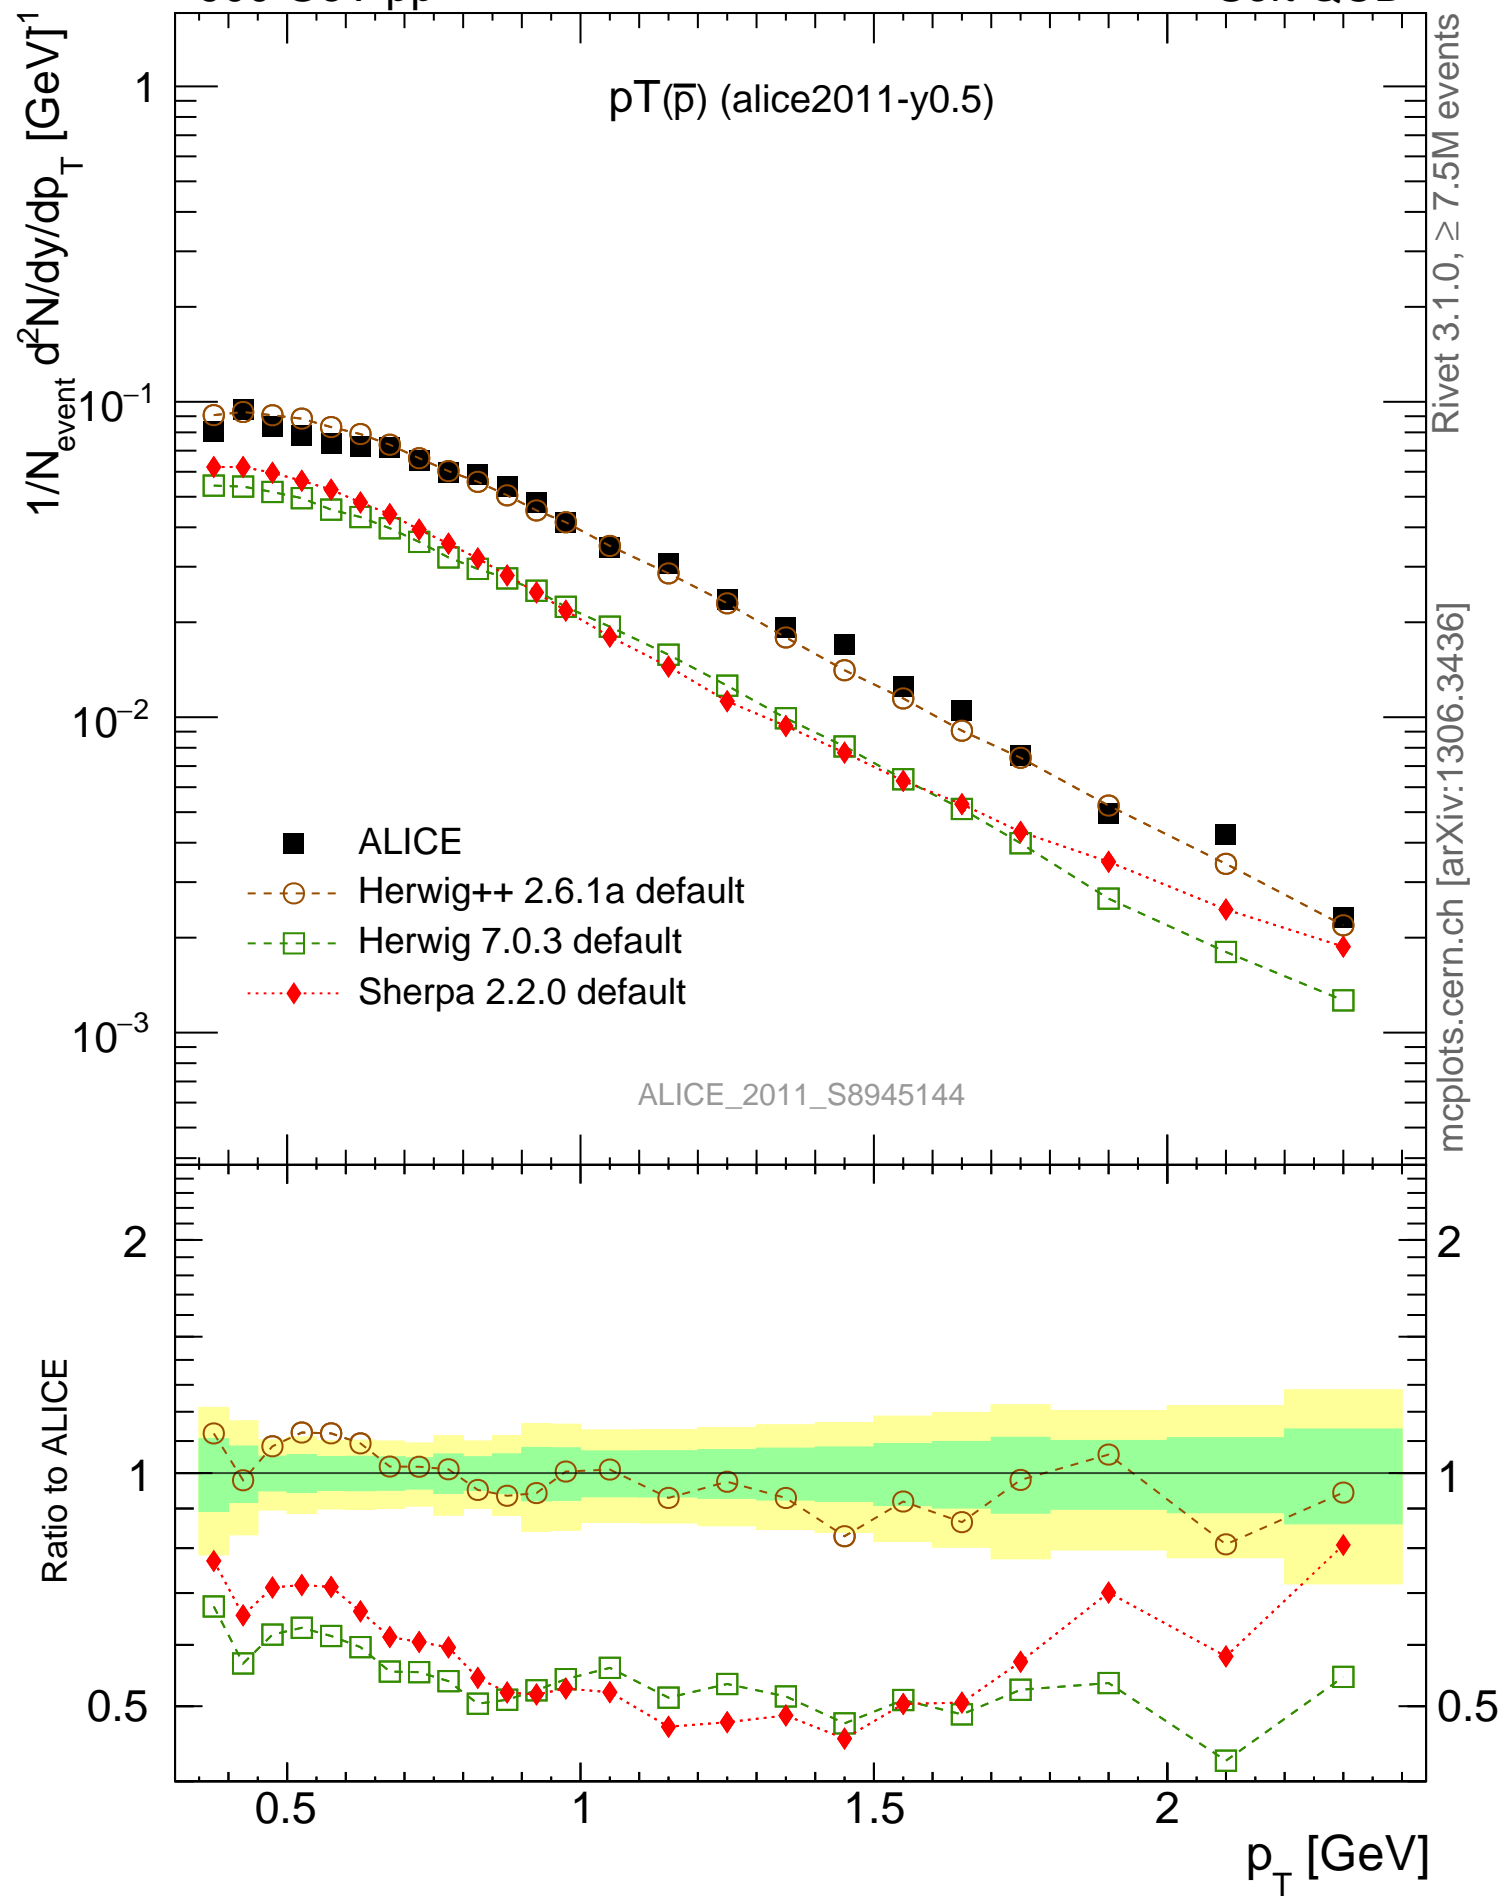 pT(p̅) (alice2011-y0.5)
1/N_event d²N/dy/dp_T [GeV]⁻¹
1
10⁻¹
10⁻²
10⁻³
ALICE
Herwig++ 2.6.1a default
Herwig 7.0.3 default
Sherpa 2.2.0 default
ALICE_2011_S8945144
Rivet 3.1.0, ≥ 7.5M events
mcplots.cern.ch [arXiv:1306.3436]
Ratio to ALICE
2
1
0.5
2
1
0.5
0.5 1 1.5 2
p_T [GeV]